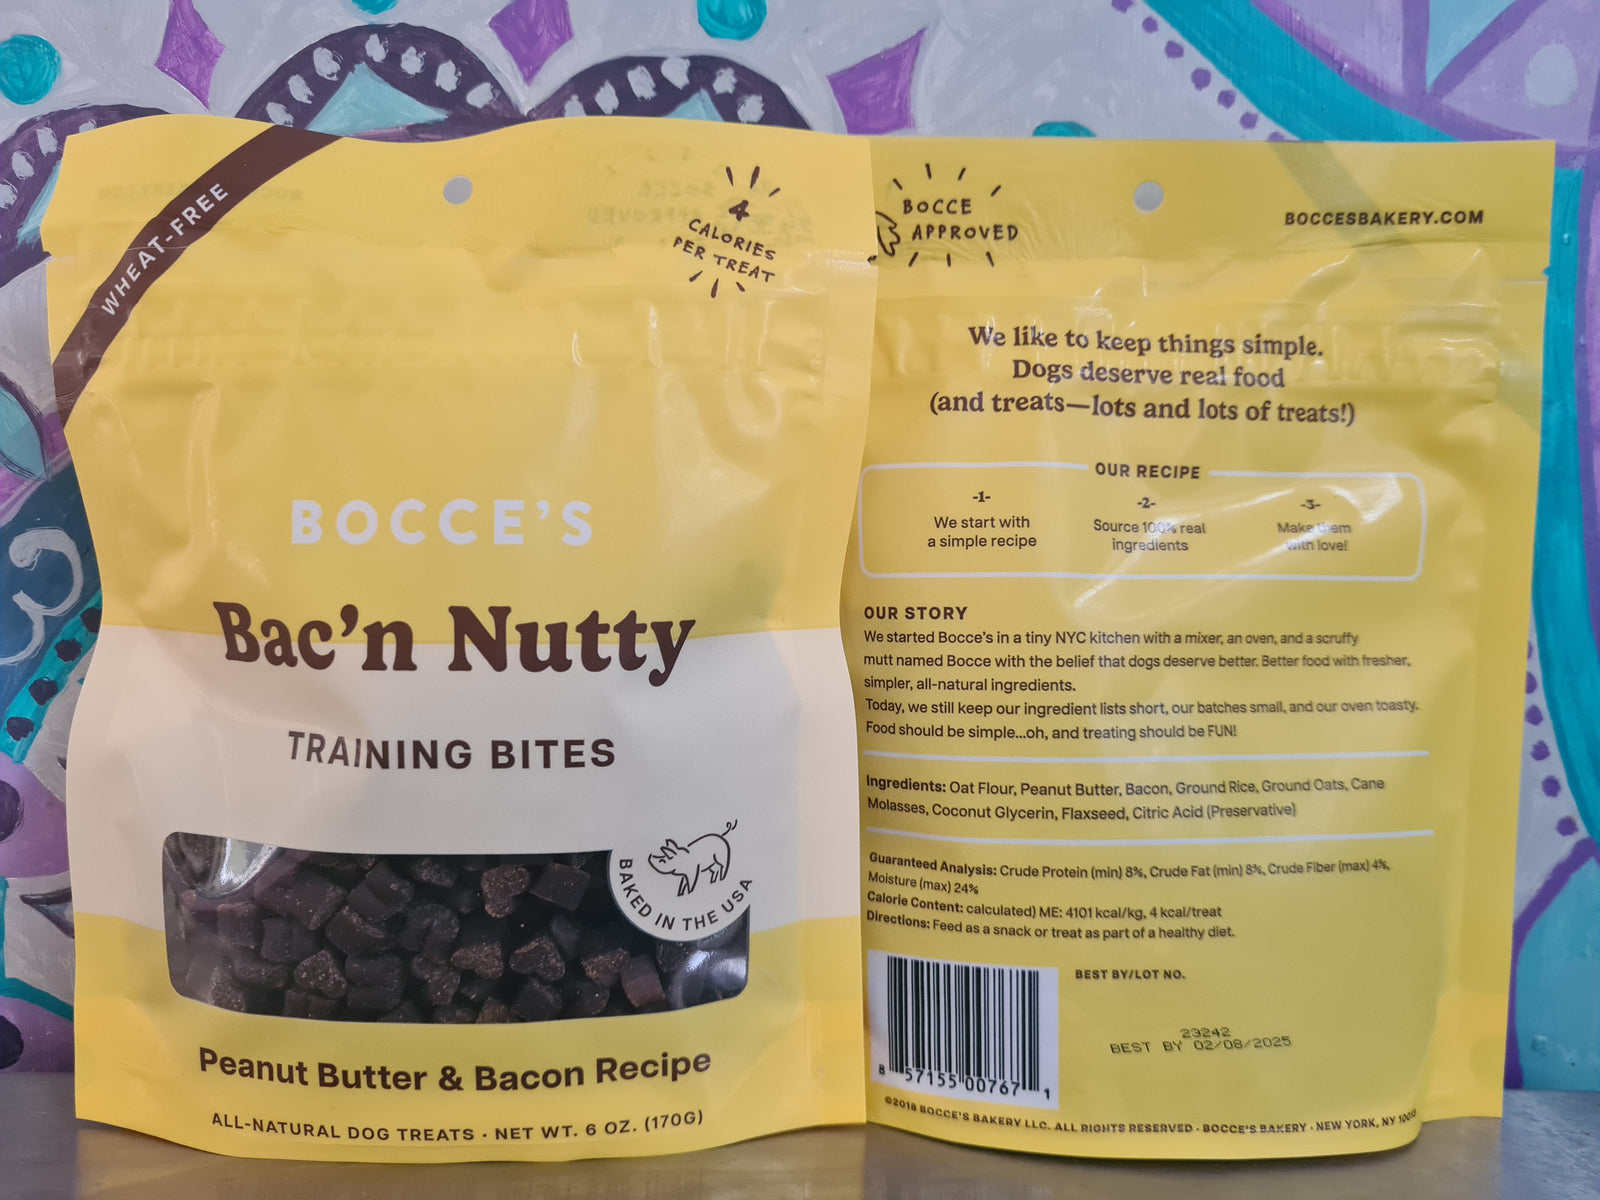 WHEAT-FREE
4
CALORIES
PER TREAT
BOCCE'S
Bac'n Nutty
TRAINING BITES
BAKED IN THE USA
Peanut Butter & Bacon Recipe
ALL-NATURAL DOG TREATS · NET WT. 6 OZ. (170G)
BOCCE
APPROVED
BOCCESBAKERY.COM
We like to keep things simple.
Dogs deserve real food
(and treats—lots and lots of treats!)
OUR RECIPE
-1-
We start with
a simple recipe
-2-
Source 100% real
ingredients
-3-
Make them
with love!
OUR STORY
We started Bocce's in a tiny NYC kitchen with a mixer, an oven, and a scruffy
mutt named Bocce with the belief that dogs deserve better. Better food with fresher,
simpler, all-natural ingredients.
Today, we still keep our ingredient lists short, our batches small, and our oven toasty.
Food should be simple...oh, and treating should be FUN!
Ingredients: Oat Flour, Peanut Butter, Bacon, Ground Rice, Ground Oats, Cane
Molasses, Coconut Glycerin, Flaxseed, Citric Acid (Preservative)
Guaranteed Analysis: Crude Protein (min) 8%, Crude Fat (min) 8%, Crude Fiber (max) 4%,
Moisture (max) 24%
Calorie Content: calculated) ME: 4101 kcal/kg, 4 kcal/treat
Directions: Feed as a snack or treat as part of a healthy diet.
BEST BY/LOT NO.
23242
BEST BY 02/08/2025
8 57155 00767 1
©2018 BOCCE'S BAKERY LLC. ALL RIGHTS RESERVED · BOCCE'S BAKERY · NEW YORK, NY